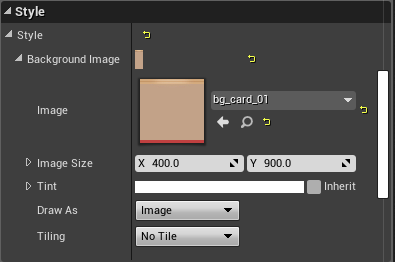 Style
Style
Background Image
Image
bg_card_01
Image Size X 400.0 Y 900.0
Tint Inherit
Draw As Image
Tiling No Tile